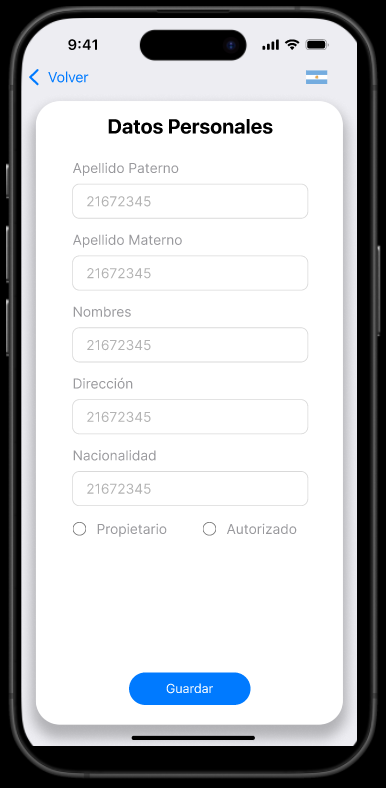 9:41
Volver
Datos Personales
Apellido Paterno
21672345
Apellido Materno
21672345
Nombres
21672345
Dirección
21672345
Nacionalidad
21672345
Propietario Autorizado
Guardar